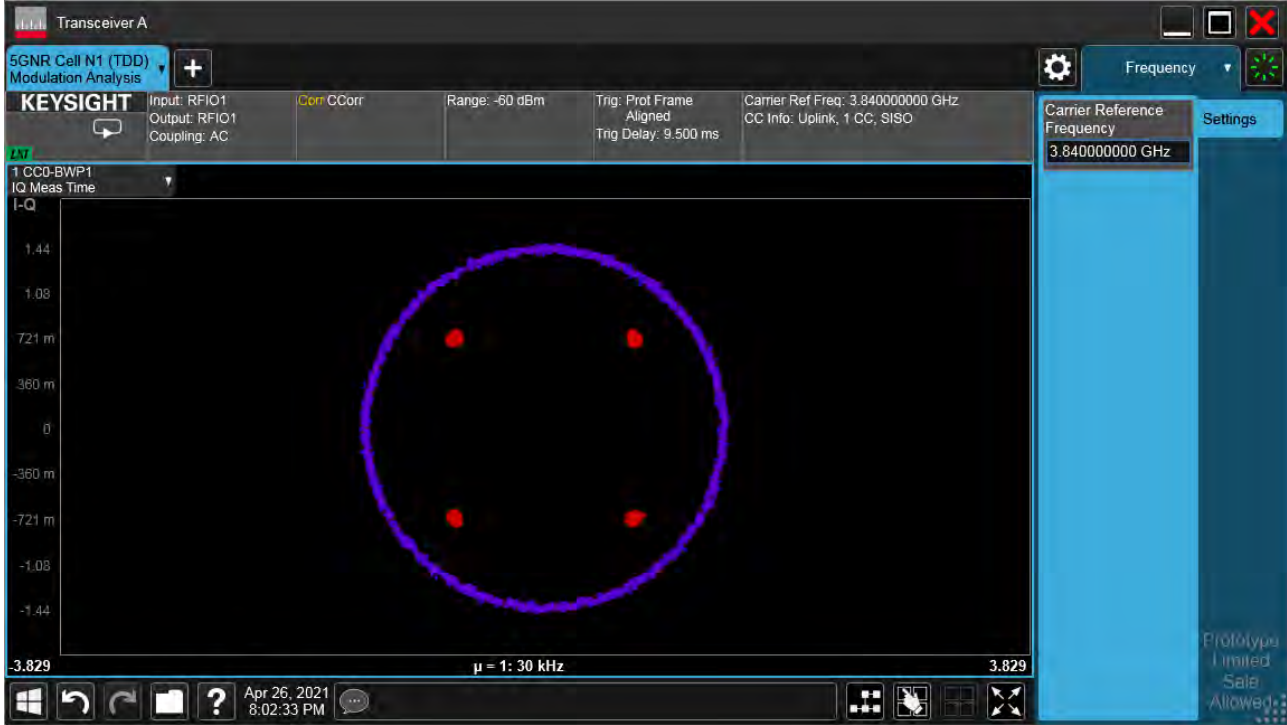 Transceiver A
5GNR Cell N1 (TDD)
Modulation Analysis
Frequency
KEYSIGHT
Input: RFIO1
Output: RFIO1
Coupling: AC
Corr CCorr
Range: -60 dBm
Trig: Prot Frame
Aligned
Trig Delay: 9.500 ms
Carrier Ref Freq: 3.840000000 GHz
CC Info: Uplink, 1 CC, SISO
LXI
Carrier Reference
Frequency
3.840000000 GHz
Settings
1 CC0-BWP1
IQ Meas Time
I-Q
1.44
1.08
721 m
360 m
0
-360 m
-721 m
-1.08
-1.44
-3.829
µ = 1: 30 kHz
3.829
Prototype
Limited
Sale
Allowed
?
Apr 26, 2021
8:02:33 PM